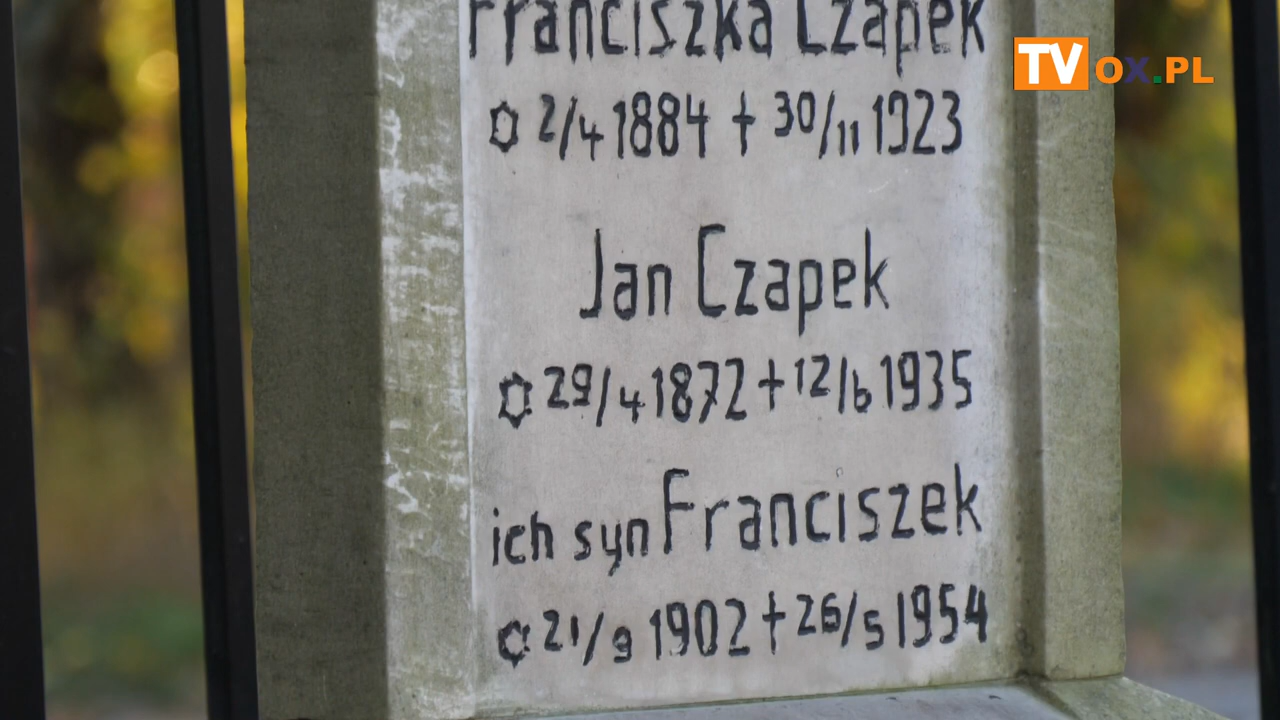 Franciszka Czapek
✡ 2/4 1884 + 30/11 1923
Jan Czapek
✡ 29/4 1872 + 12/6 1935
ich syn Franciszek
✡ 21/9 1902 + 26/5 1954
TVox.PL